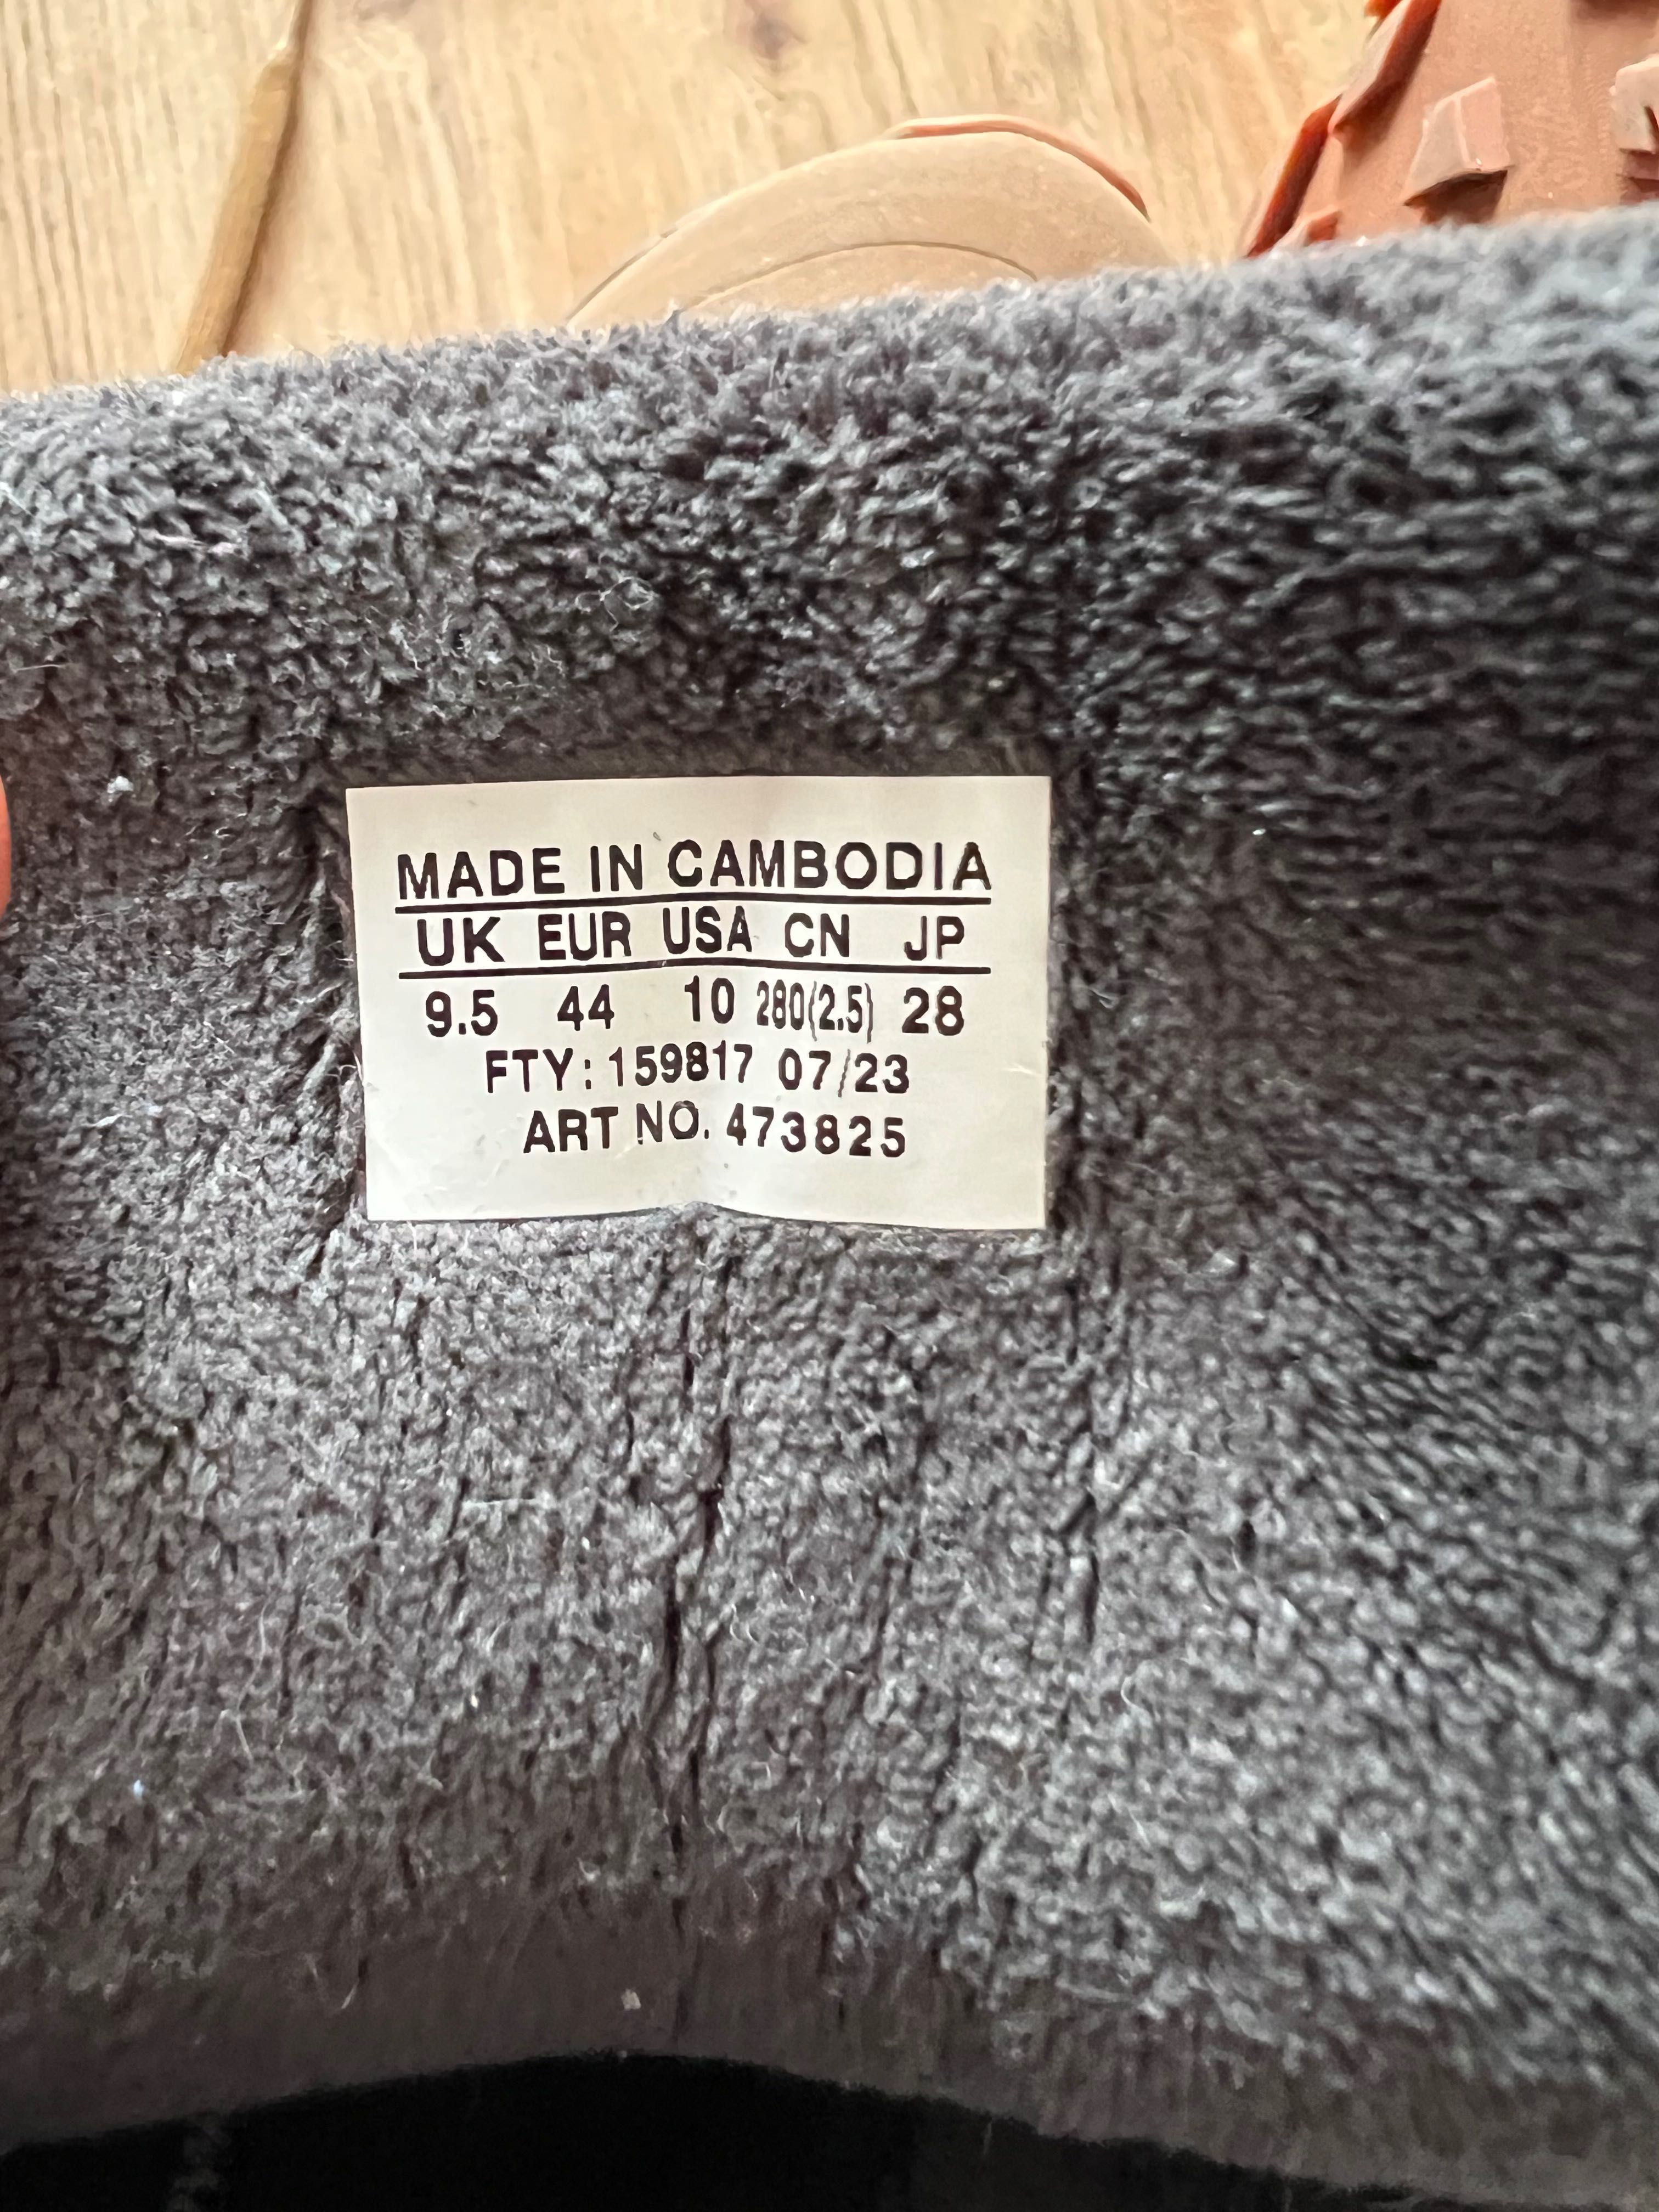 MADE IN CAMBODIA
UK EUR USA CN JP
9.5 44 10 280(2.5) 28
FTY: 159817 07/23
ART NO. 473825